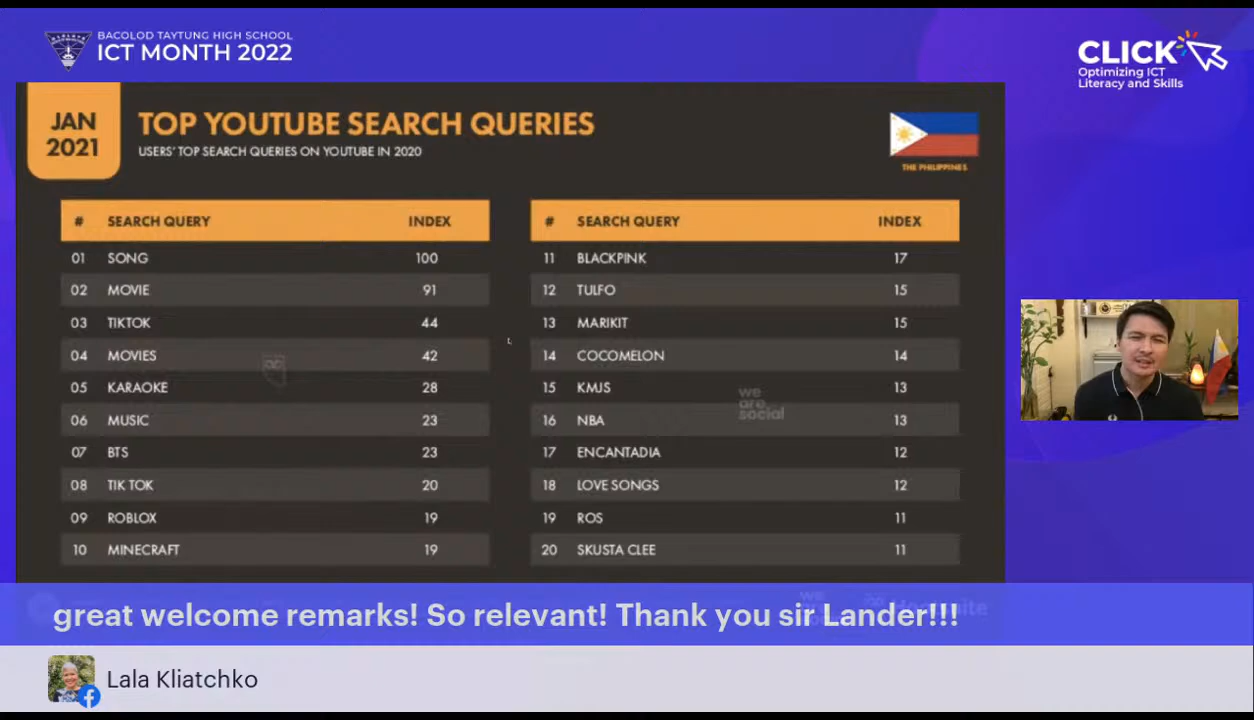 BACOLOD TAYTUNG HIGH SCHOOL
ICT MONTH 2022
CLICK
Optimizing ICT
Literacy and Skills
JAN
2021
TOP YOUTUBE SEARCH QUERIES
USERS' TOP SEARCH QUERIES ON YOUTUBE IN 2020
THE PHILIPPINES
# SEARCH QUERY INDEX
01 SONG 100
02 MOVIE 91
03 TIKTOK 44
04 MOVIES 42
05 KARAOKE 28
06 MUSIC 23
07 BTS 23
08 TIK TOK 20
09 ROBLOX 19
10 MINECRAFT 19
# SEARCH QUERY INDEX
11 BLACKPINK 17
12 TULFO 15
13 MARIKIT 15
14 COCOMELON 14
15 KMJS 13
16 NBA 13
17 ENCANTADIA 12
18 LOVE SONGS 12
19 ROS 11
20 SKUSTA CLEE 11
we
are
social
great welcome remarks! So relevant! Thank you sir Lander!!!
Lala Kliatchko